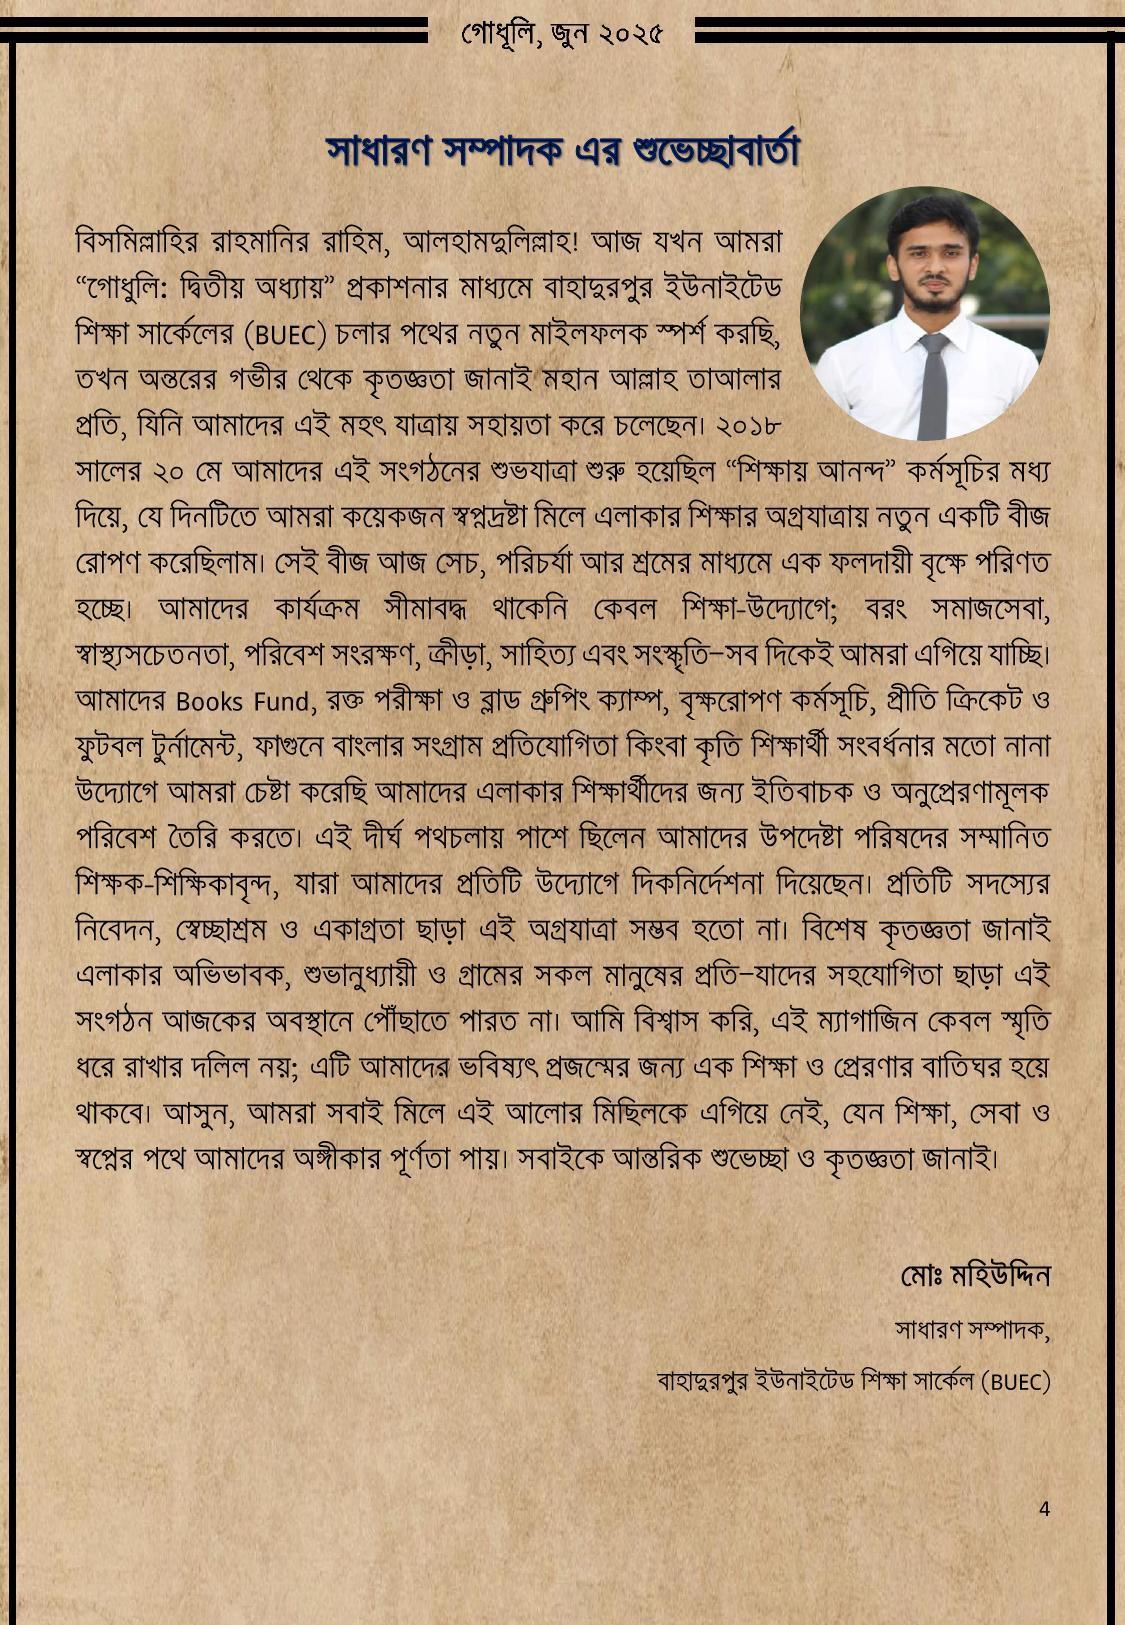 গোধূলি, জুন ২০২৫
সাধারণ সম্পাদক এর শুভেচ্ছাবার্তা
বিসমিল্লাহির রাহমানির রাহিম, আলহামদুলিল্লাহ! আজ যখন আমরা
“গোধুলি: দ্বিতীয় অধ্যায়” প্রকাশনার মাধ্যমে বাহাদুরপুর ইউনাইটেড
শিক্ষা সার্কেলের (BUEC) চলার পথের নতুন মাইলফলক স্পর্শ করছি,
তখন অন্তরের গভীর থেকে কৃতজ্ঞতা জানাই মহান আল্লাহ তাআলার
প্রতি, যিনি আমাদের এই মহৎ যাত্রায় সহায়তা করে চলেছেন। ২০১৮
সালের ২০ মে আমাদের এই সংগঠনের শুভযাত্রা শুরু হয়েছিল “শিক্ষায় আনন্দ” কর্মসূচির মধ্য
দিয়ে, যে দিনটিতে আমরা কয়েকজন স্বপ্নদ্রষ্টা মিলে এলাকার শিক্ষার অগ্রযাত্রায় নতুন একটি বীজ
রোপণ করেছিলাম। সেই বীজ আজ সেচ, পরিচর্যা আর শ্রমের মাধ্যমে এক ফলদায়ী বৃক্ষে পরিণত
হচ্ছে। আমাদের কার্যক্রম সীমাবদ্ধ থাকেনি কেবল শিক্ষা-উদ্যোগে; বরং সমাজসেবা,
স্বাস্থ্যসচেতনতা, পরিবেশ সংরক্ষণ, ক্রীড়া, সাহিত্য এবং সংস্কৃতি–সব দিকেই আমরা এগিয়ে যাচ্ছি।
আমাদের Books Fund, রক্ত পরীক্ষা ও ব্লাড গ্রুপিং ক্যাম্প, বৃক্ষরোপণ কর্মসূচি, প্রীতি ক্রিকেট ও
ফুটবল টুর্নামেন্ট, ফাগুনে বাংলার সংগ্রাম প্রতিযোগিতা কিংবা কৃতি শিক্ষার্থী সংবর্ধনার মতো নানা
উদ্যোগে আমরা চেষ্টা করেছি আমাদের এলাকার শিক্ষার্থীদের জন্য ইতিবাচক ও অনুপ্রেরণামূলক
পরিবেশ তৈরি করতে। এই দীর্ঘ পথচলায় পাশে ছিলেন আমাদের উপদেষ্টা পরিষদের সম্মানিত
শিক্ষক-শিক্ষিকাবৃন্দ, যারা আমাদের প্রতিটি উদ্যোগে দিকনির্দেশনা দিয়েছেন। প্রতিটি সদস্যের
নিবেদন, স্বেচ্ছাশ্রম ও একাগ্রতা ছাড়া এই অগ্রযাত্রা সম্ভব হতো না। বিশেষ কৃতজ্ঞতা জানাই
এলাকার অভিভাবক, শুভানুধ্যায়ী ও গ্রামের সকল মানুষের প্রতি–যাদের সহযোগিতা ছাড়া এই
সংগঠন আজকের অবস্থানে পৌঁছাতে পারত না। আমি বিশ্বাস করি, এই ম্যাগাজিন কেবল স্মৃতি
ধরে রাখার দলিল নয়; এটি আমাদের ভবিষ্যৎ প্রজন্মের জন্য এক শিক্ষা ও প্রেরণার বাতিঘর হয়ে
থাকবে। আসুন, আমরা সবাই মিলে এই আলোর মিছিলকে এগিয়ে নেই, যেন শিক্ষা, সেবা ও
স্বপ্নের পথে আমাদের অঙ্গীকার পূর্ণতা পায়। সবাইকে আন্তরিক শুভেচ্ছা ও কৃতজ্ঞতা জানাই।
মোঃ মহিউদ্দিন
সাধারণ সম্পাদক,
বাহাদুরপুর ইউনাইটেড শিক্ষা সার্কেল (BUEC)
4